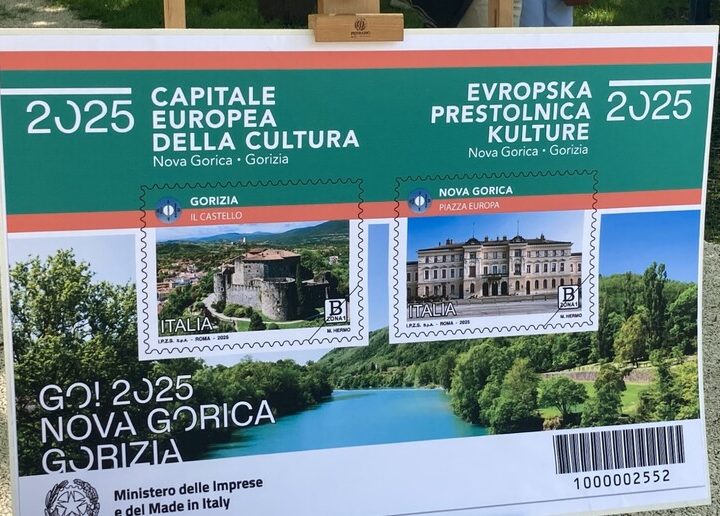 2025
CAPITALE
EUROPEA
DELLA CULTURA
Nova Gorica • Gorizia
EVROPSKA
PRESTOLNICA
KULTURE
Nova Gorica • Gorizia
2025
GORIZIA
IL CASTELLO
ITALIA
B
ZONA 1
I.P.Z.S. S.p.A. - ROMA - 2025
M. HERMO
NOVA GORICA
PIAZZA EUROPA
ITALIA
B
ZONA 1
I.P.Z.S. S.p.A. - ROMA - 2025
M. HERMO
GO! 2025
NOVA GORICA
GORIZIA
Ministero delle Imprese
e del Made in Italy
1000002552